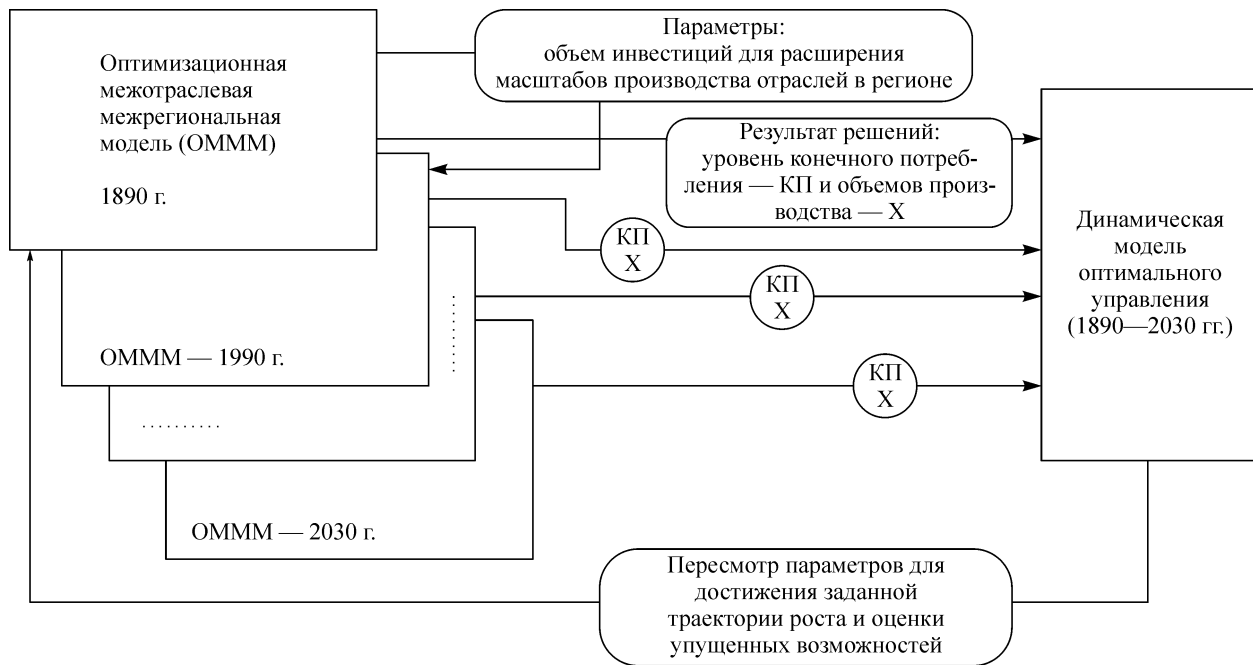 Оптимизационная
межотраслевая
межрегиональная
модель (ОМММ)
1890 г.
Параметры:
объем инвестиций для расширения
масштабов производства отраслей в регионе
Результат решений:
уровень конечного потреб-
ления — КП и объемов произ-
водства — X
КП
X
КП
X
КП
X
Динамическая
модель
оптимального
управления
(1890—2030 гг.)
ОМММ — 1990 г.
..........
..........
ОМММ — 2030 г.
Пересмотр параметров для
достижения заданной
траектории роста и оценки
упущенных возможностей